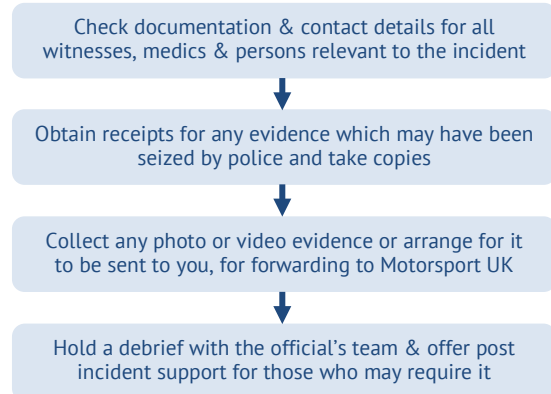 Check documentation & contact details for all
witnesses, medics & persons relevant to the incident
Obtain receipts for any evidence which may have been
seized by police and take copies
Collect any photo or video evidence or arrange for it
to be sent to you, for forwarding to Motorsport UK
Hold a debrief with the official’s team & offer post
incident support for those who may require it